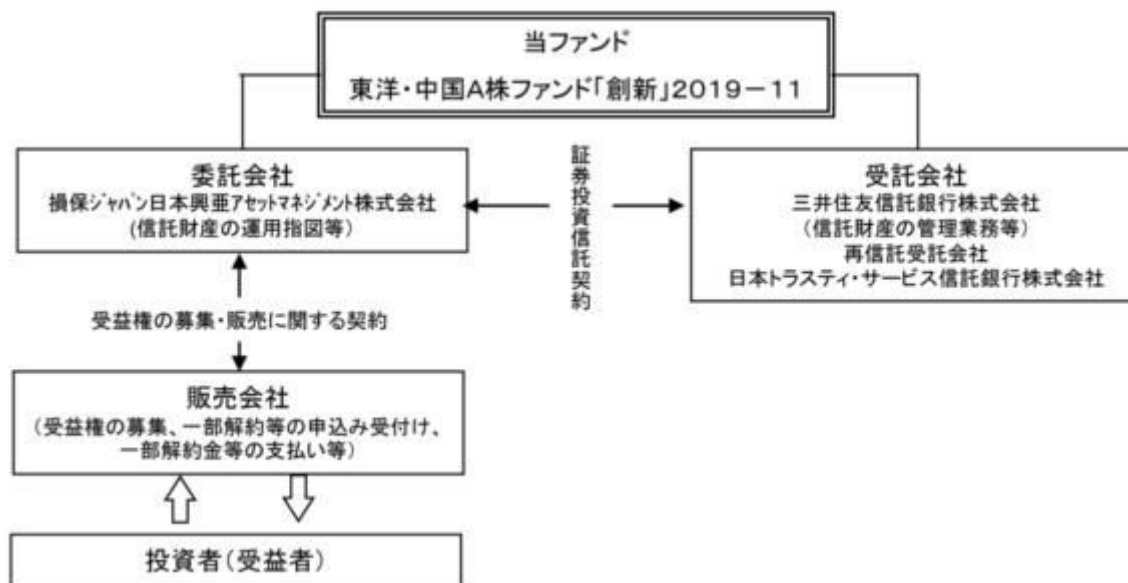 当ファンド
東洋・中国A株ファンド「創新」2019－11
委託会社
損保ジャパン日本興亜アセットマネジメント株式会社
(信託財産の運用指図等)
証券投資信託契約
受託会社
三井住友信託銀行株式会社
(信託財産の管理業務等)
再信託受託会社
日本トラスティ・サービス信託銀行株式会社
受益権の募集・販売に関する契約
販売会社
(受益権の募集、一部解約等の申込み受付け、
一部解約金等の支払い等)
投資者(受益者)